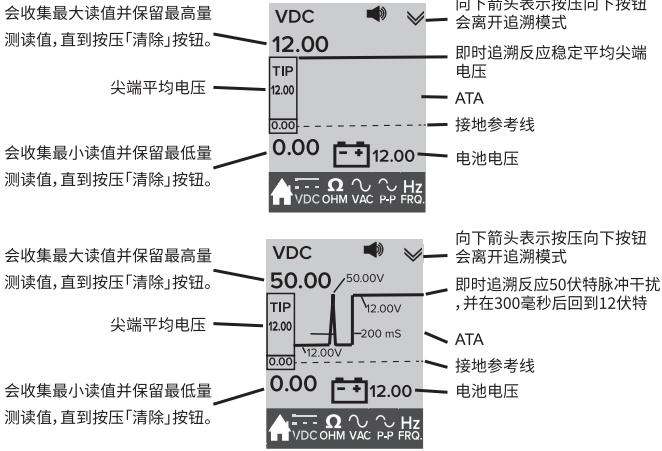 会收集最大读值并保留最高量
测读值，直到按压「清除」按钮。
尖端平均电压
会收集最小读值并保留最低量
测读值，直到按压「清除」按钮。
VDC
12.00
TIP
12.00
0.00
0.00
12.00
Ω Hz
VDC OHM VAC P-P FRQ.
向下箭头表示按压向下按钮
会离开追溯模式
即时追溯反应稳定平均尖端
电压
ATA
接地参考线
电池电压
会收集最大读值并保留最高量
测读值，直到按压「清除」按钮。
尖端平均电压
会收集最小读值并保留最低量
测读值，直到按压「清除」按钮。
VDC
50.00
50.00V
TIP
12.00
12.00V
200 mS
12.00V
0.00
0.00
12.00
Ω Hz
VDC OHM VAC P-P FRQ.
向下箭头表示按压向下按钮
会离开追溯模式
即时追溯反应50伏特脉冲干扰
，并在300毫秒后回到12伏特
ATA
接地参考线
电池电压